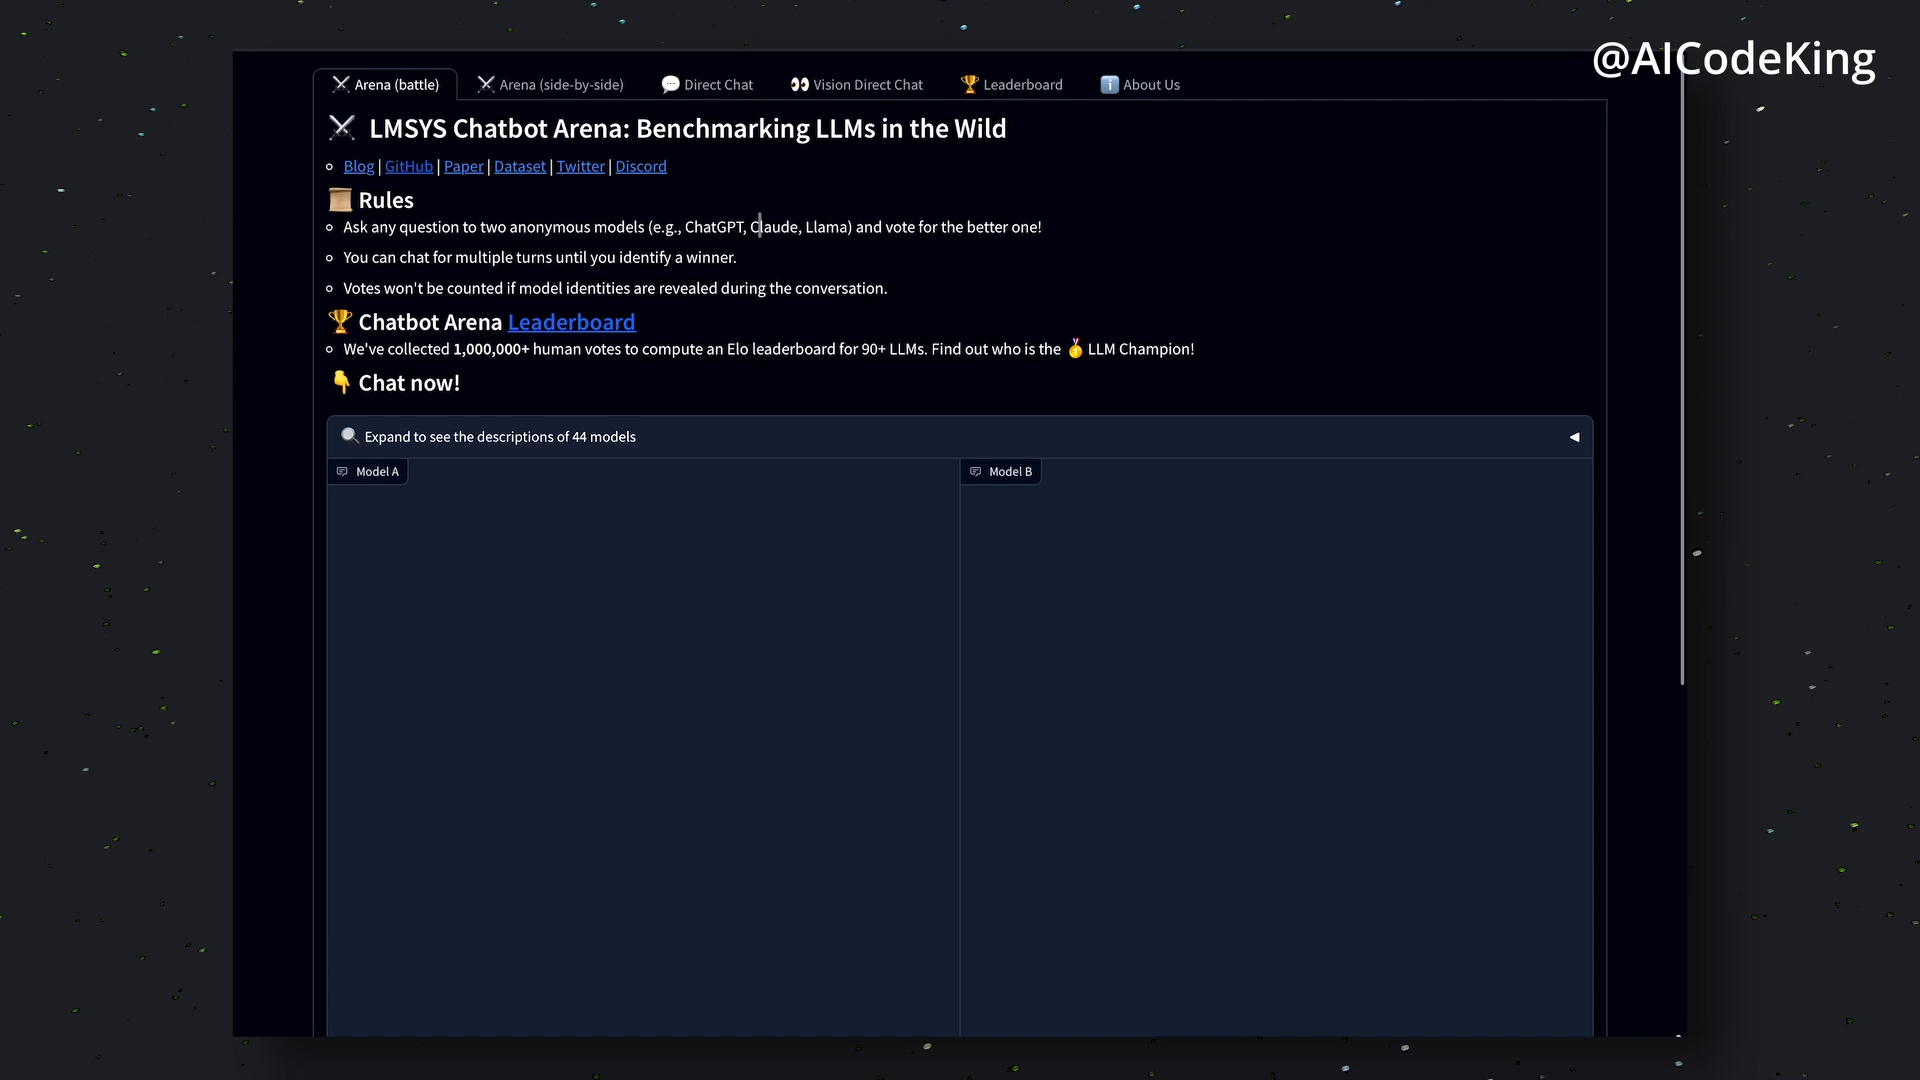 @AICodeKing
⚔️ Arena (battle) ⚔️ Arena (side-by-side) 💬 Direct Chat 👀 Vision Direct Chat 🏆 Leaderboard ℹ️ About Us
⚔️ LMSYS Chatbot Arena: Benchmarking LLMs in the Wild
Blog | GitHub | Paper | Dataset | Twitter | Discord
📜 Rules
Ask any question to two anonymous models (e.g., ChatGPT, Claude, Llama) and vote for the better one!
You can chat for multiple turns until you identify a winner.
Votes won't be counted if model identities are revealed during the conversation.
🏆 Chatbot Arena Leaderboard
We've collected 1,000,000+ human votes to compute an Elo leaderboard for 90+ LLMs. Find out who is the 🥇 LLM Champion!
👇 Chat now!
🔍 Expand to see the descriptions of 44 models
Model A
Model B